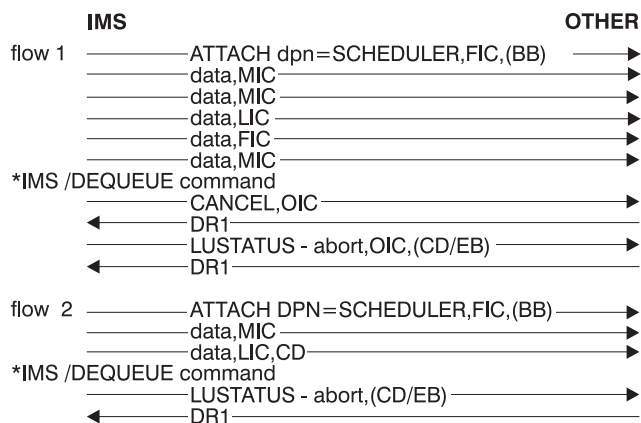 IMS OTHER
flow 1 ATTACH dpn=SCHEDULER,FIC,(BB)
data,MIC
data,MIC
data,LIC
data,FIC
data,MIC
*IMS /DEQUEUE command
CANCEL,OIC
DR1
LUSTATUS - abort,OIC,(CD/EB)
DR1
flow 2 ATTACH DPN=SCHEDULER,FIC,(BB)
data,MIC
data,LIC,CD
*IMS /DEQUEUE command
LUSTATUS - abort,(CD/EB)
DR1